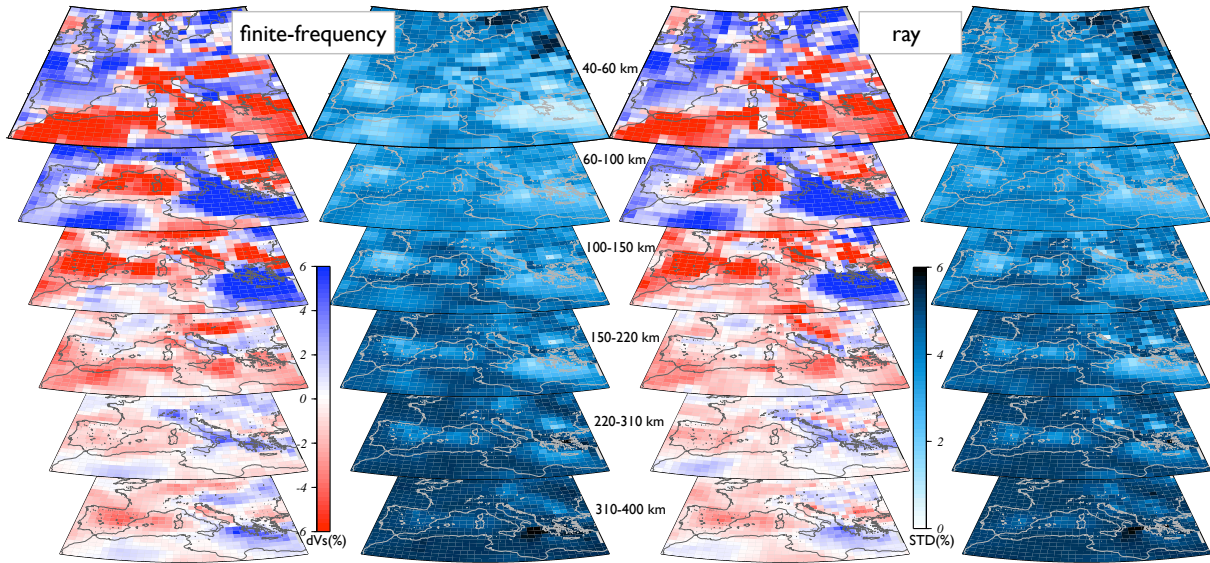 finite-frequency
ray
40-60 km
60-100 km
100-150 km
150-220 km
220-310 km
310-400 km
6
4
2
0
-2
-4
-6
dVs(%)
6
4
2
0
STD(%)